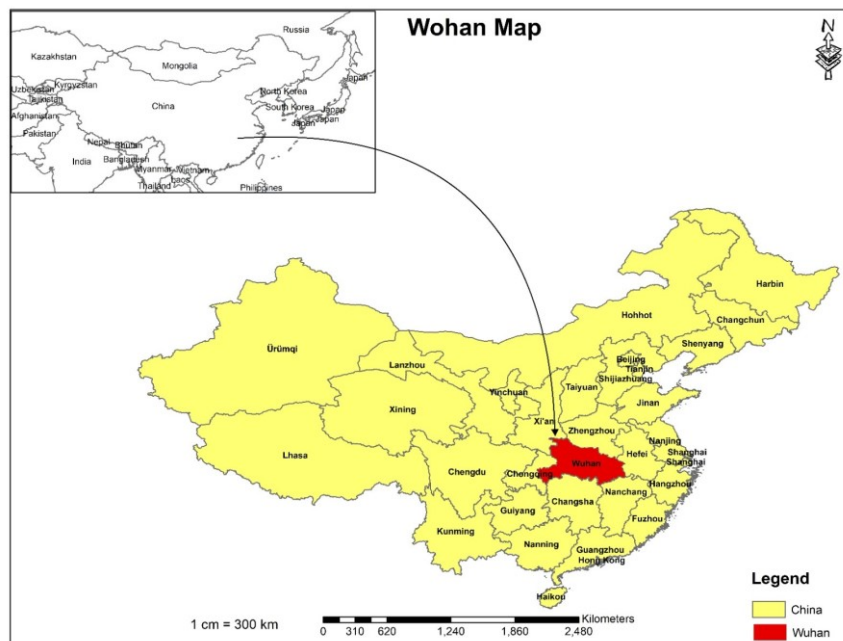 Wohan Map
N
Russia
Kazakhstan
Mongolia
Uzbekistan
Kyrgyzstan
Tajikistan
China
North Korea
Japan
South Korea
Japan
Japan
Japan
Afghanistan
Pakistan
Nepal
Bhutan
India
Bangladesh
Myanmar
Vietnam
Laos
Thailand
Philippines
Harbin
Hohhot
Changchun
Ürümqi
Shenyang
Lanzhou
Beijing
Tianjin
Shijiazhuang
Yinchuan
Taiyuan
Xining
Jinan
Xi'an
Zhengzhou
Nanjing
Lhasa
Hefei
Shanghai
Shanghai
Wuhan
Chengdu
Chengqing
Hangzhou
Nanchang
Changsha
Guiyang
Fuzhou
Kunming
Nanning
Guangzhou
Hong Kong
Haikou
Legend
China
Wuhan
1 cm = 300 km
Kilometers
0 310 620 1,240 1,860 2,480